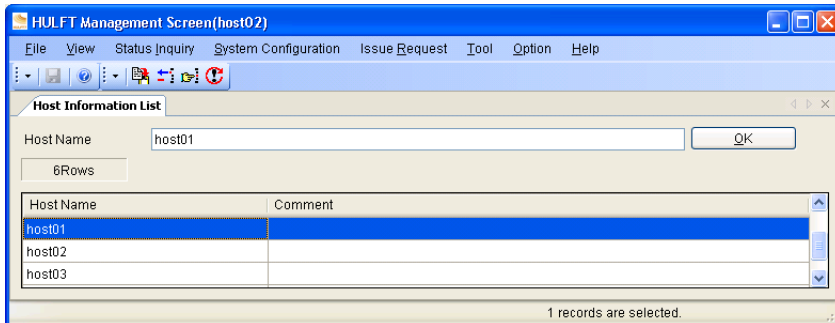 HULFT Management Screen(host02)
File View Status Inquiry System Configuration Issue Request Tool Option Help
Host Information List
Host Name host01 OK
6Rows
Host Name Comment
host01
host02
host03
1 records are selected.